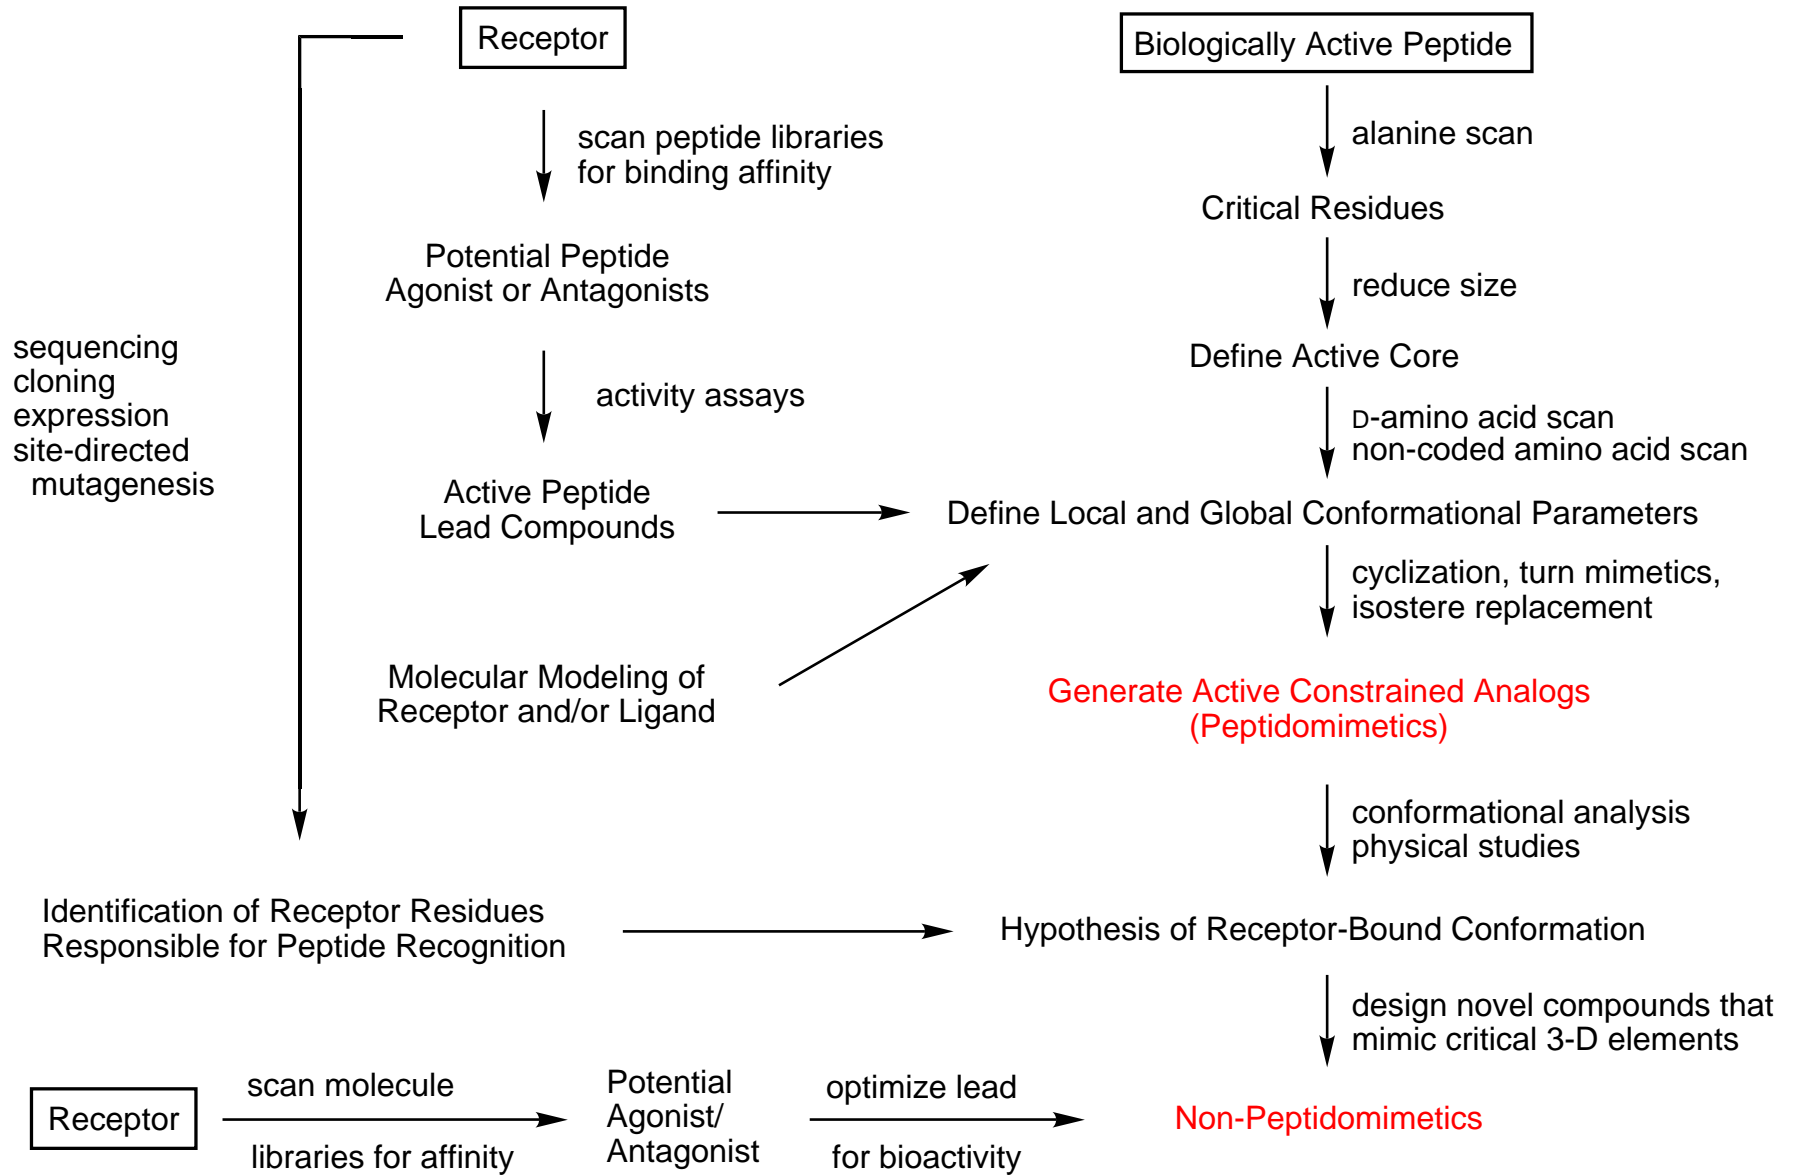 Receptor
Biologically Active Peptide
scan peptide libraries
for binding affinity
alanine scan
Critical Residues
Potential Peptide
Agonist or Antagonists
reduce size
sequencing
cloning
expression
site-directed
mutagenesis
Define Active Core
activity assays
D-amino acid scan
non-coded amino acid scan
Active Peptide
Lead Compounds
Define Local and Global Conformational Parameters
cyclization, turn mimetics,
isostere replacement
Molecular Modeling of
Receptor and/or Ligand
Generate Active Constrained Analogs
(Peptidomimetics)
conformational analysis
physical studies
Identification of Receptor Residues
Responsible for Peptide Recognition
Hypothesis of Receptor-Bound Conformation
design novel compounds that
mimic critical 3-D elements
Receptor
scan molecule
libraries for affinity
Potential
Agonist/
Antagonist
optimize lead
for bioactivity
Non-Peptidomimetics